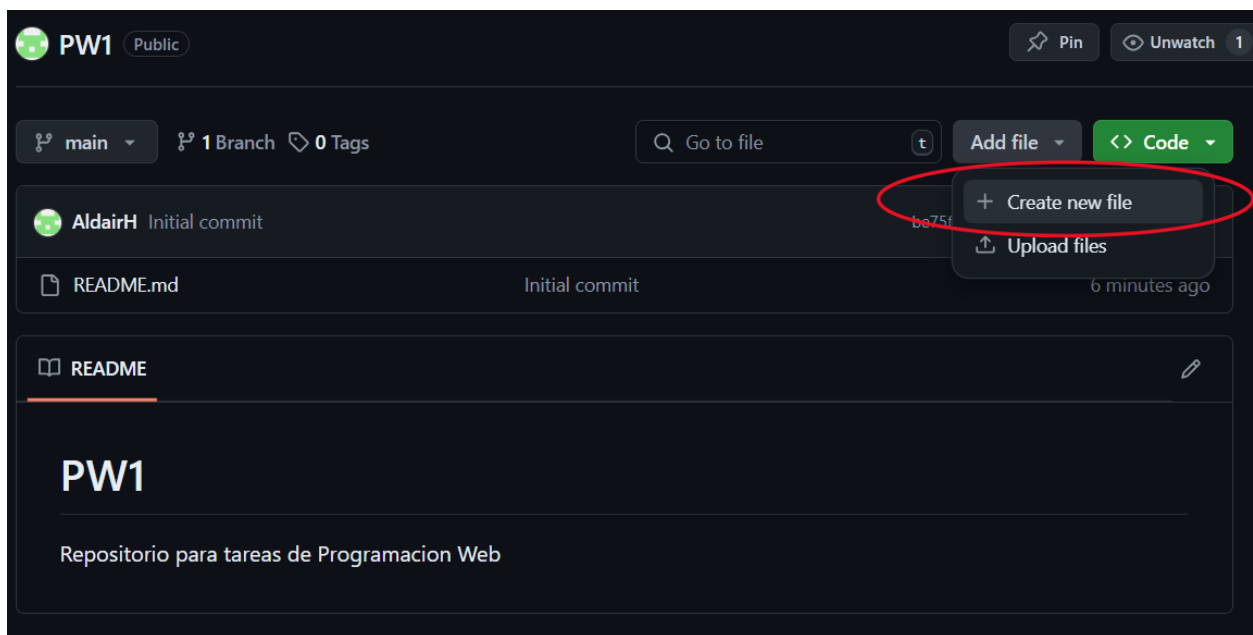 PW1 Public Pin Unwatch 1
main 1 Branch 0 Tags Go to file t Add file Code
Create new file
AldairH Initial commit be75f
Upload files
README.md Initial commit 6 minutes ago
README
PW1
Repositorio para tareas de Programacion Web